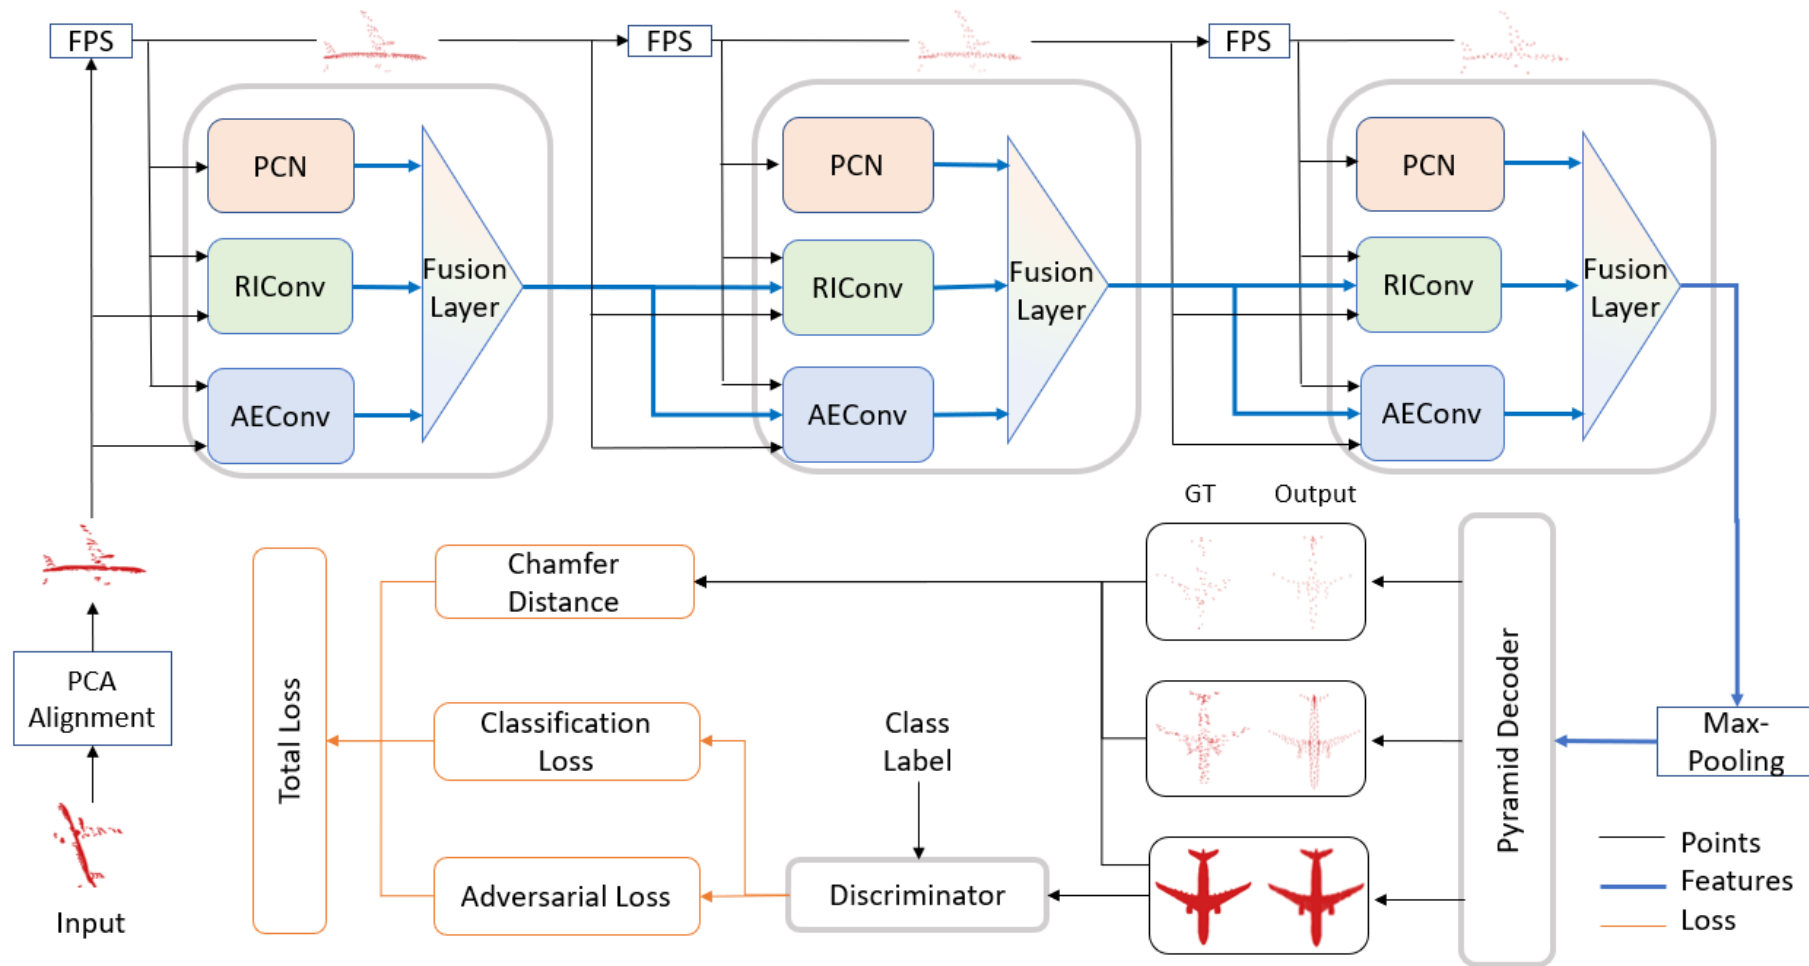 FPS
FPS
FPS
PCN
RIConv
AEConv
Fusion
Layer
PCN
RIConv
AEConv
Fusion
Layer
PCN
RIConv
AEConv
Fusion
Layer
GT
Output
PCA
Alignment
Input
Total Loss
Chamfer
Distance
Classification
Loss
Adversarial Loss
Class
Label
Discriminator
Pyramid Decoder
Max-
Pooling
Points
Features
Loss